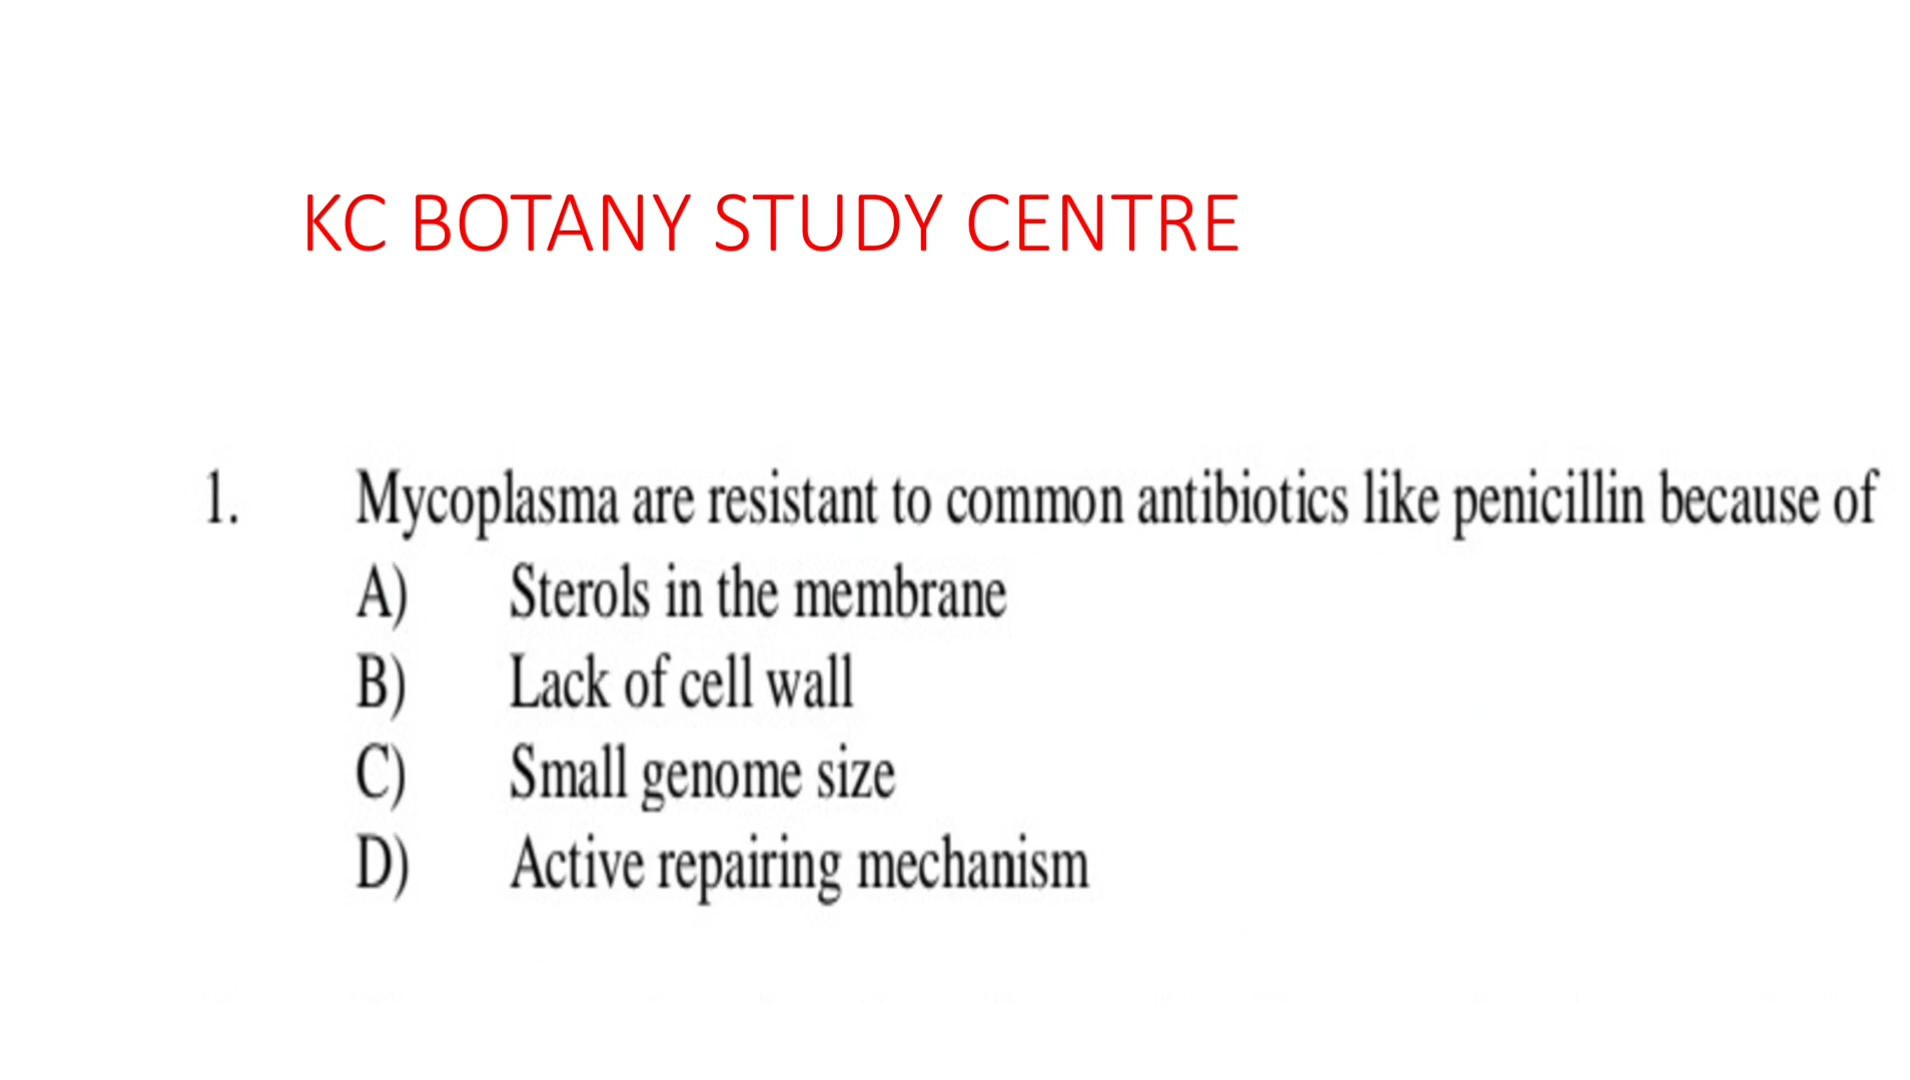 KC BOTANY STUDY CENTRE
1. Mycoplasma are resistant to common antibiotics like penicillin because of
A) Sterols in the membrane
B) Lack of cell wall
C) Small genome size
D) Active repairing mechanism